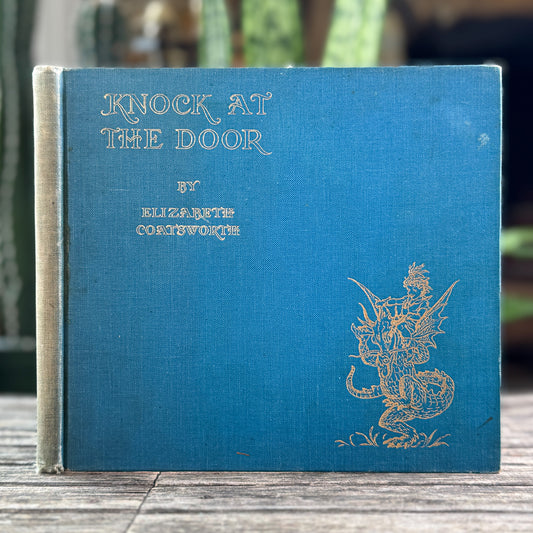 KNOCK AT
THE DOOR
BY
ELIZABETH
COATSWORTH